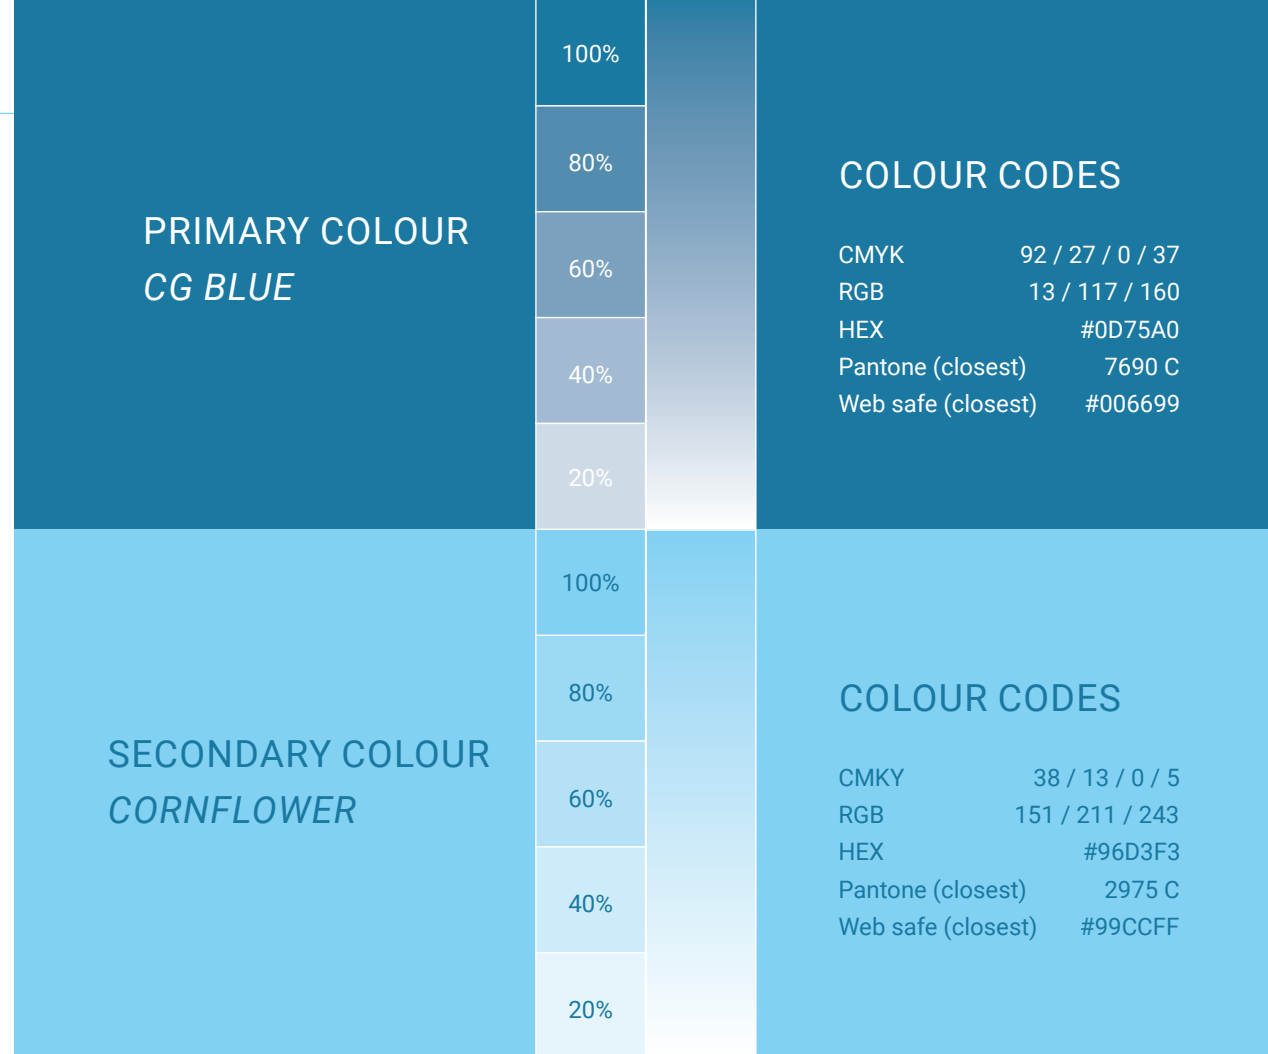 PRIMARY COLOUR
CG BLUE
100%
80%
60%
40%
20%
COLOUR CODES
CMYK 92 / 27 / 0 / 37
RGB 13 / 117 / 160
HEX #0D75A0
Pantone (closest) 7690 C
Web safe (closest) #006699
SECONDARY COLOUR
CORNFLOWER
100%
80%
60%
40%
20%
COLOUR CODES
CMKY 38 / 13 / 0 / 5
RGB 151 / 211 / 243
HEX #96D3F3
Pantone (closest) 2975 C
Web safe (closest) #99CCFF